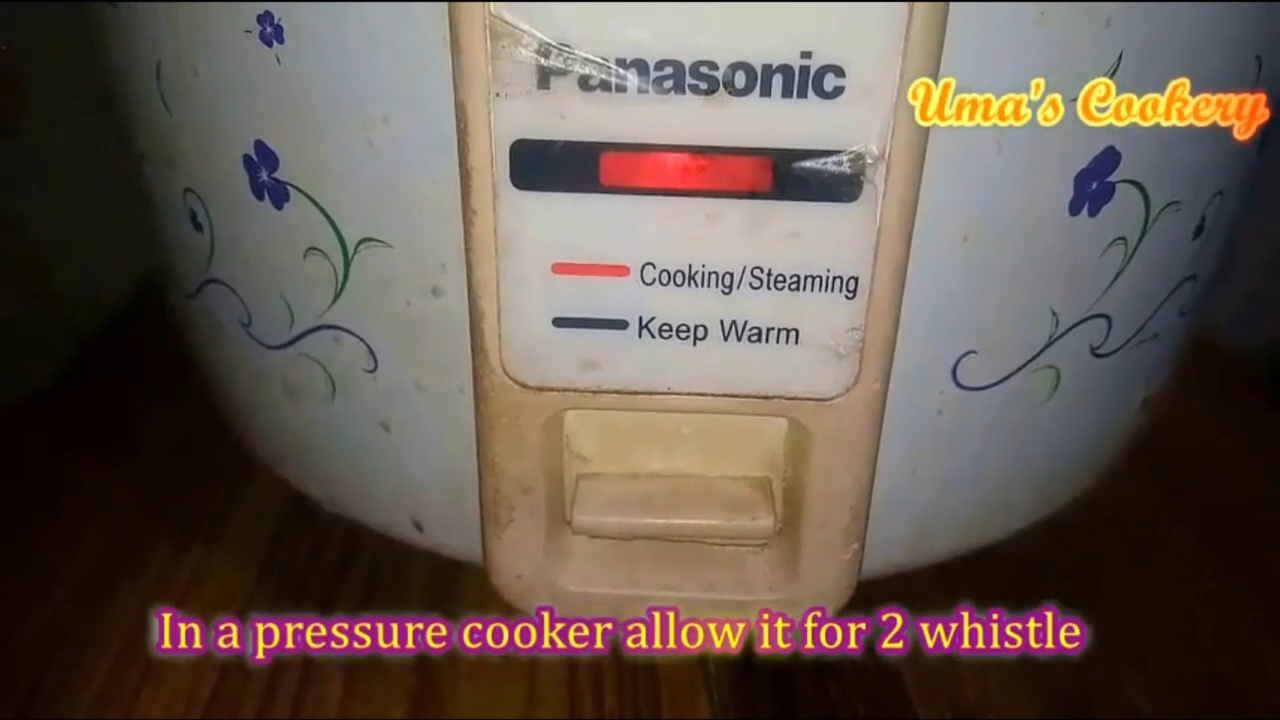 Panasonic
Uma's Cookery
Cooking/Steaming
Keep Warm
In a pressure cooker allow it for 2 whistle